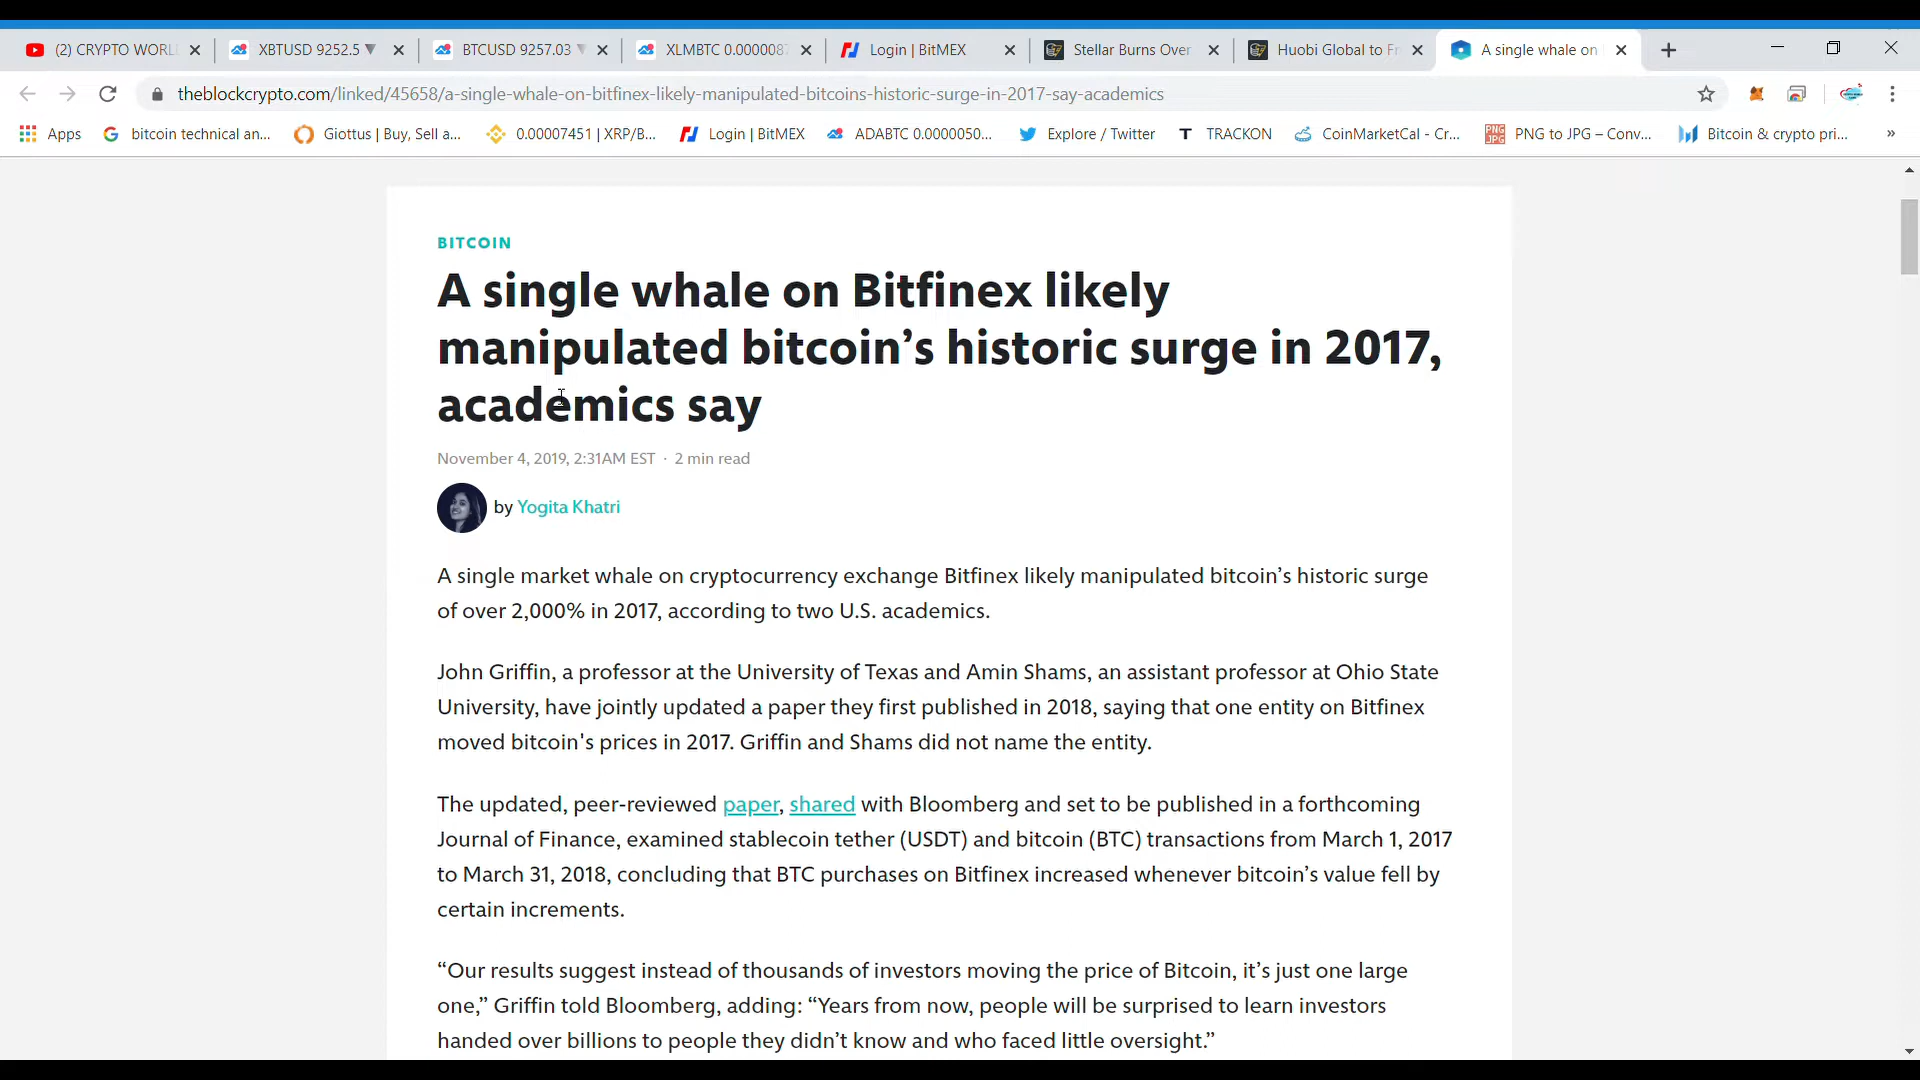 (2) CRYPTO WORL
XBTUSD 9252.5 ▼
BTCUSD 9257.03 ▼
XLMBTC 0.0000087
Login | BitMEX
Stellar Burns Over
Huobi Global to Fr
A single whale on
theblockcrypto.com/linked/45658/a-single-whale-on-bitfinex-likely-manipulated-bitcoins-historic-surge-in-2017-say-academics
Apps
bitcoin technical an...
Giottus | Buy, Sell a...
0.00007451 | XRP/B...
Login | BitMEX
ADABTC 0.0000050...
Explore / Twitter
T TRACKON
CoinMarketCal - Cr...
PNG JPG PNG to JPG – Conv...
Bitcoin & crypto pri...
»
BITCOIN
A single whale on Bitfinex likely
manipulated bitcoin’s historic surge in 2017,
academics say
November 4, 2019, 2:31AM EST · 2 min read
by Yogita Khatri
A single market whale on cryptocurrency exchange Bitfinex likely manipulated bitcoin’s historic surge
of over 2,000% in 2017, according to two U.S. academics.
John Griffin, a professor at the University of Texas and Amin Shams, an assistant professor at Ohio State
University, have jointly updated a paper they first published in 2018, saying that one entity on Bitfinex
moved bitcoin's prices in 2017. Griffin and Shams did not name the entity.
The updated, peer-reviewed paper, shared with Bloomberg and set to be published in a forthcoming
Journal of Finance, examined stablecoin tether (USDT) and bitcoin (BTC) transactions from March 1, 2017
to March 31, 2018, concluding that BTC purchases on Bitfinex increased whenever bitcoin’s value fell by
certain increments.
“Our results suggest instead of thousands of investors moving the price of Bitcoin, it’s just one large
one,” Griffin told Bloomberg, adding: “Years from now, people will be surprised to learn investors
handed over billions to people they didn’t know and who faced little oversight.”